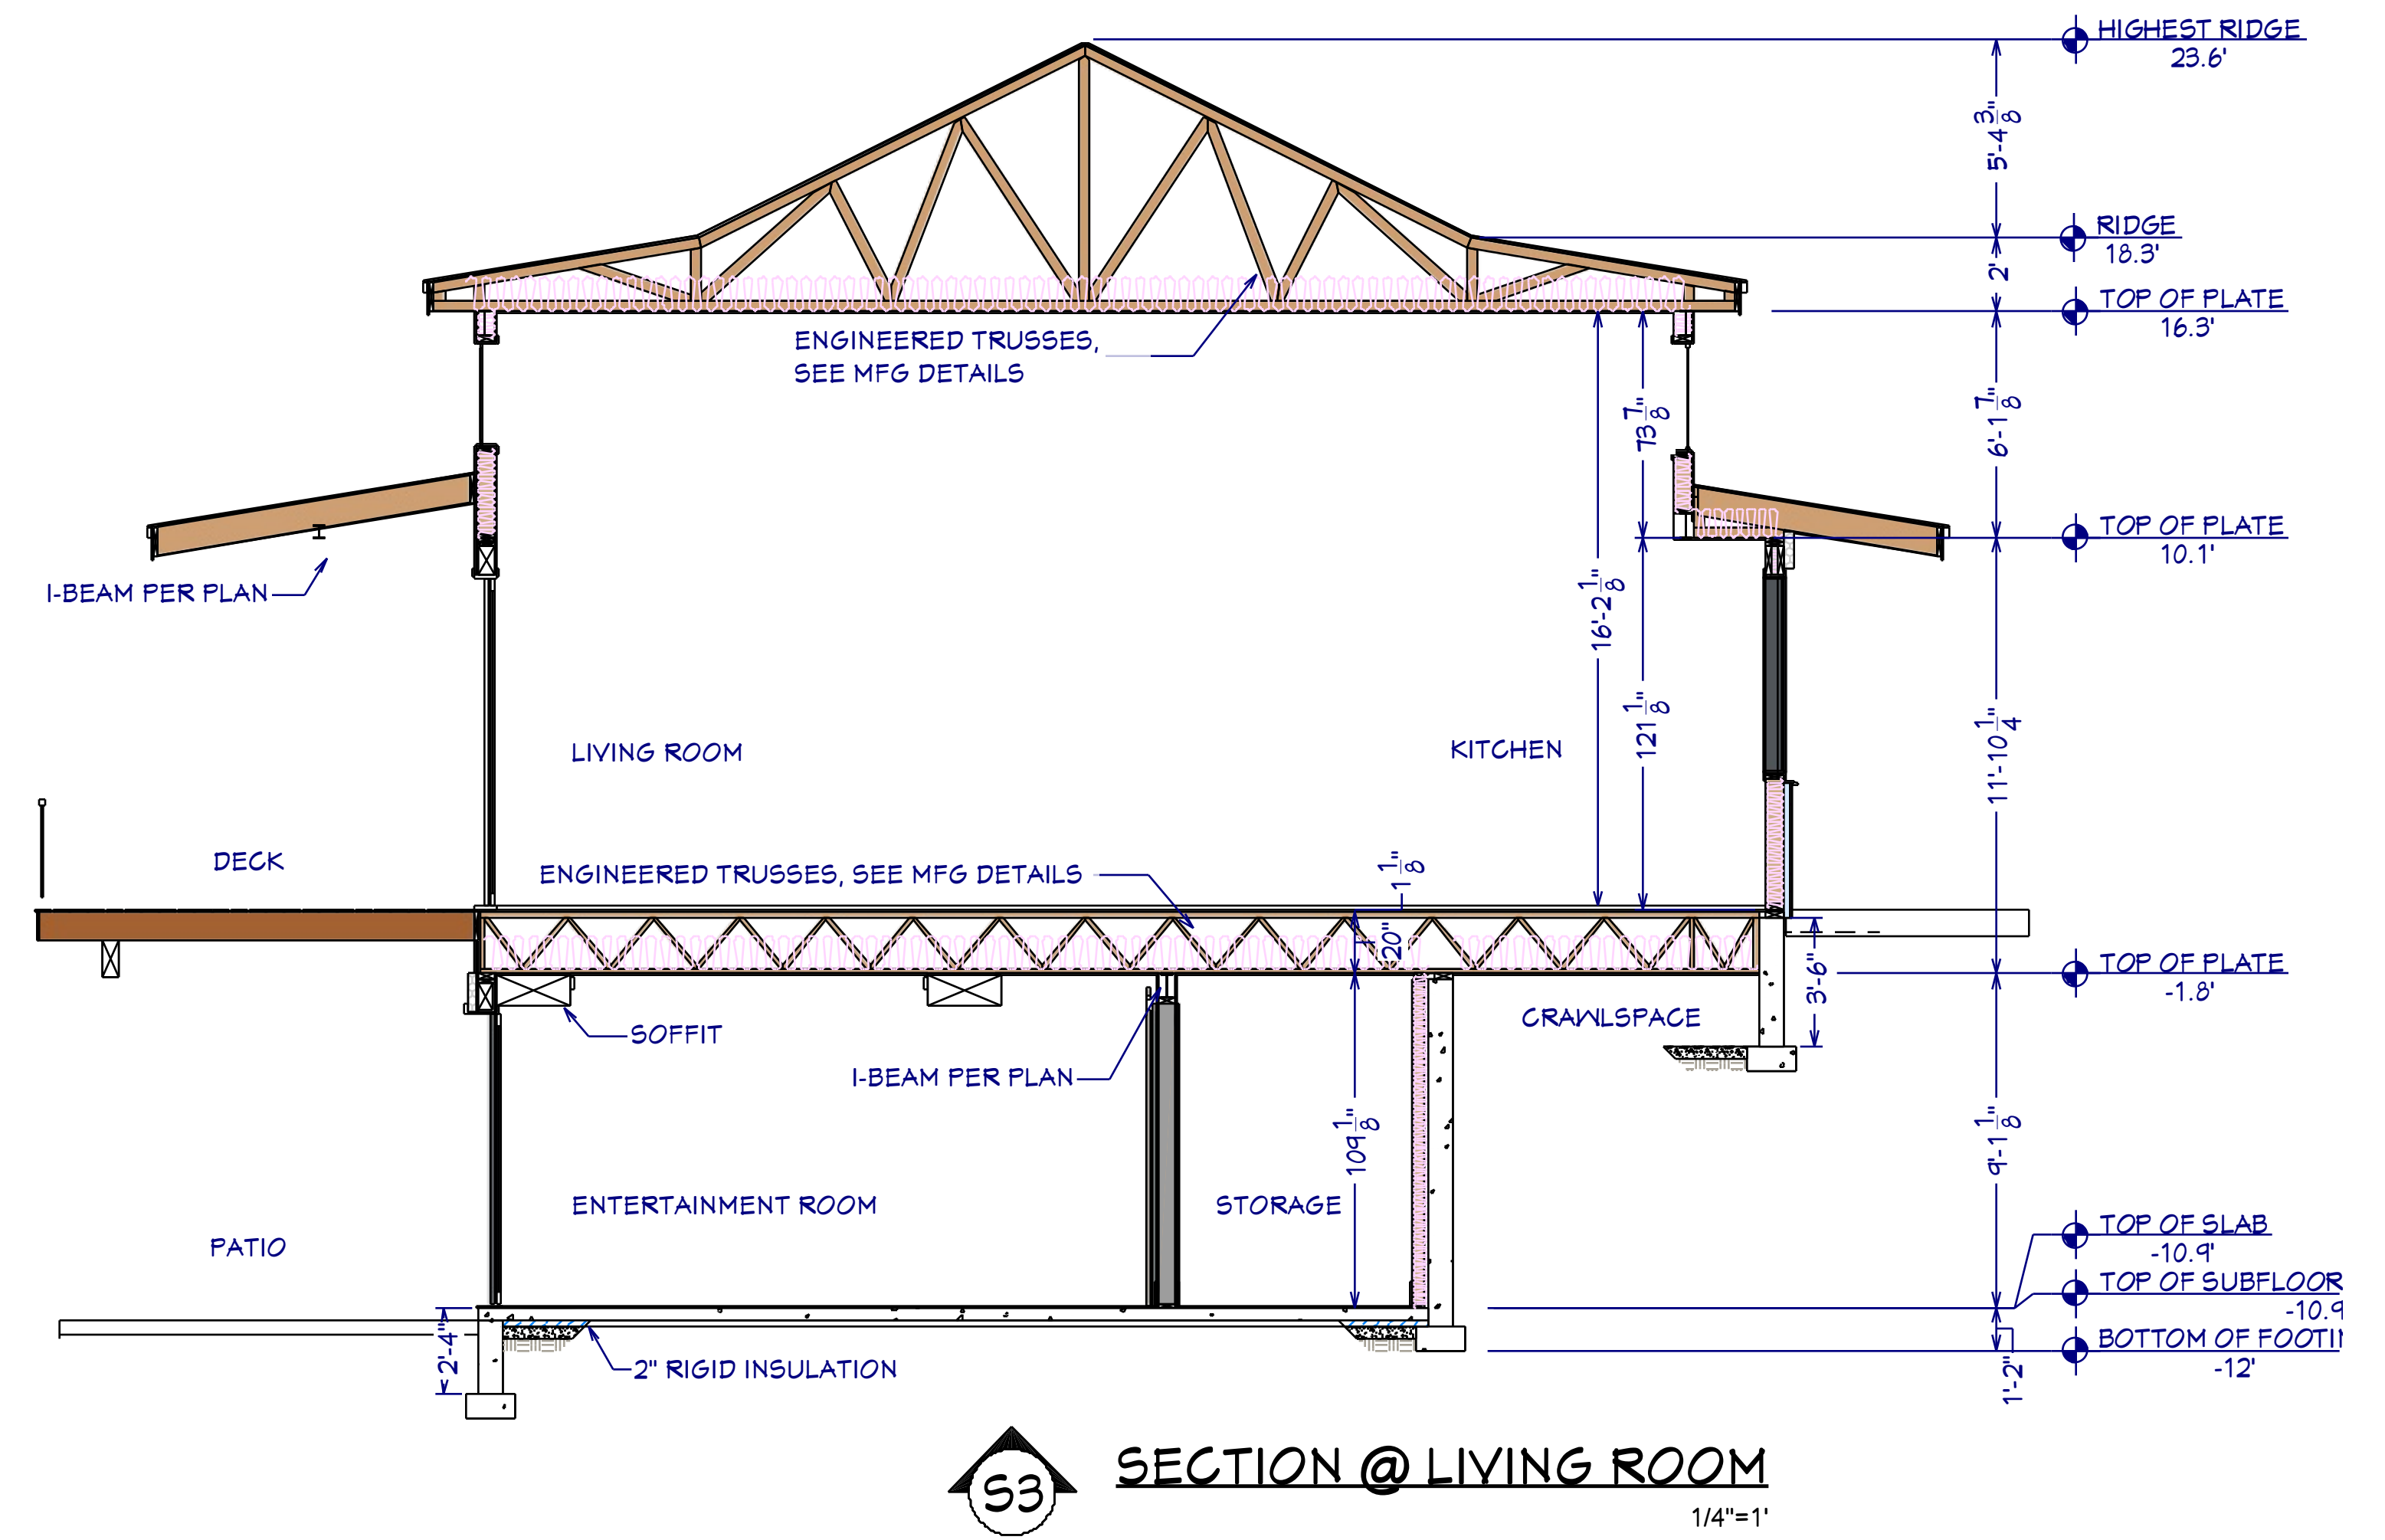 HIGHEST RIDGE
23.6'
5'-4 3/8"
RIDGE
18.3'
2'
TOP OF PLATE
16.3'
ENGINEERED TRUSSES,
SEE MFG DETAILS
73 7/8"
6'-1 7/8"
TOP OF PLATE
10.1'
I-BEAM PER PLAN
16'-2 1/8"
121 1/8"
11'-10 1/4"
LIVING ROOM
KITCHEN
DECK
ENGINEERED TRUSSES, SEE MFG DETAILS
1 1/8"
20"
3'-6"
TOP OF PLATE
-1.8'
SOFFIT
CRAWLSPACE
I-BEAM PER PLAN
109 1/8"
9'-1 1/8"
ENTERTAINMENT ROOM
STORAGE
PATIO
TOP OF SLAB
-10.9'
TOP OF SUBFLOOR
-10.9
2'-4"
BOTTOM OF FOOTI
-12'
2" RIGID INSULATION
1'-2"
S3
SECTION @ LIVING ROOM
1/4"=1'